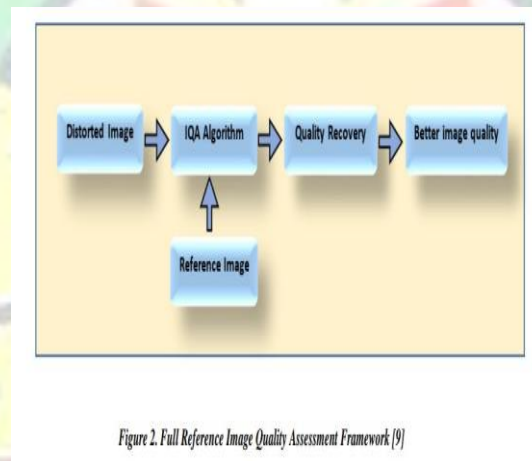 Distorted Image
IQA Algorithm
Quality Recovery
Better image quality
Reference Image
Figure 2. Full Reference Image Quality Assessment Framework [9]